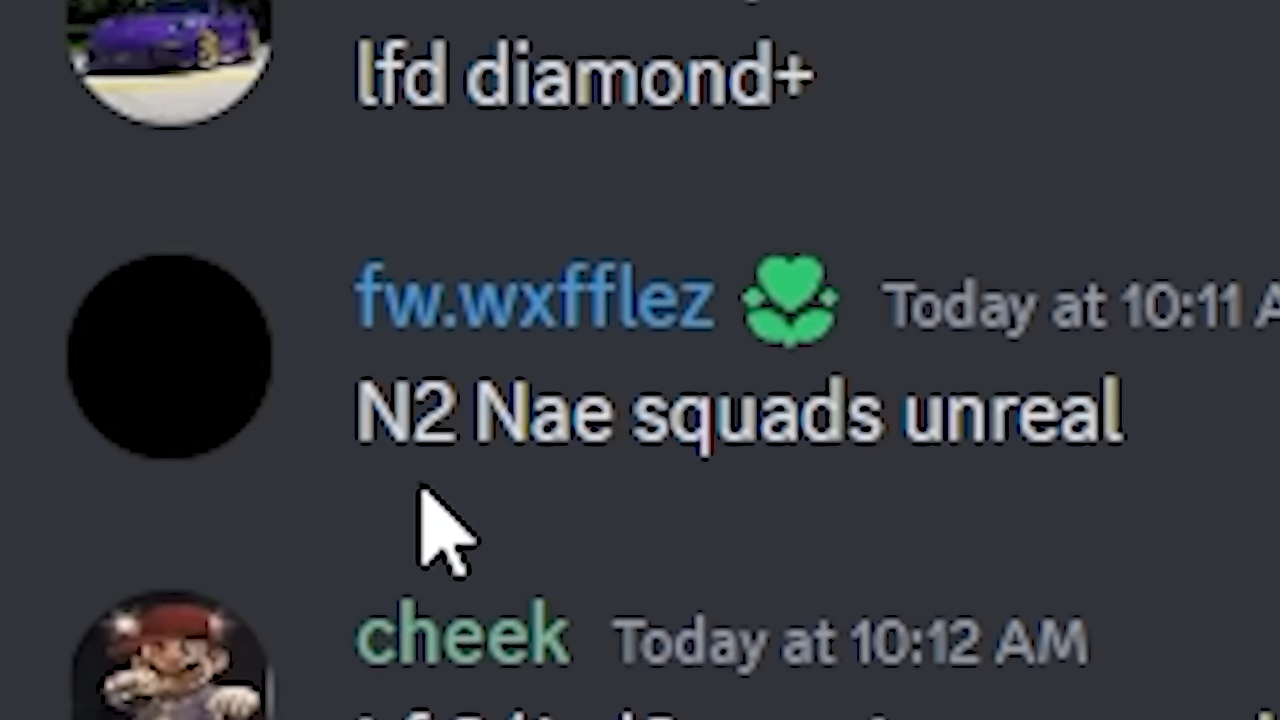 lfd diamond+
fw.wxfflez Today at 10:11 A
N2 Nae squads unreal
cheek Today at 10:12 AM